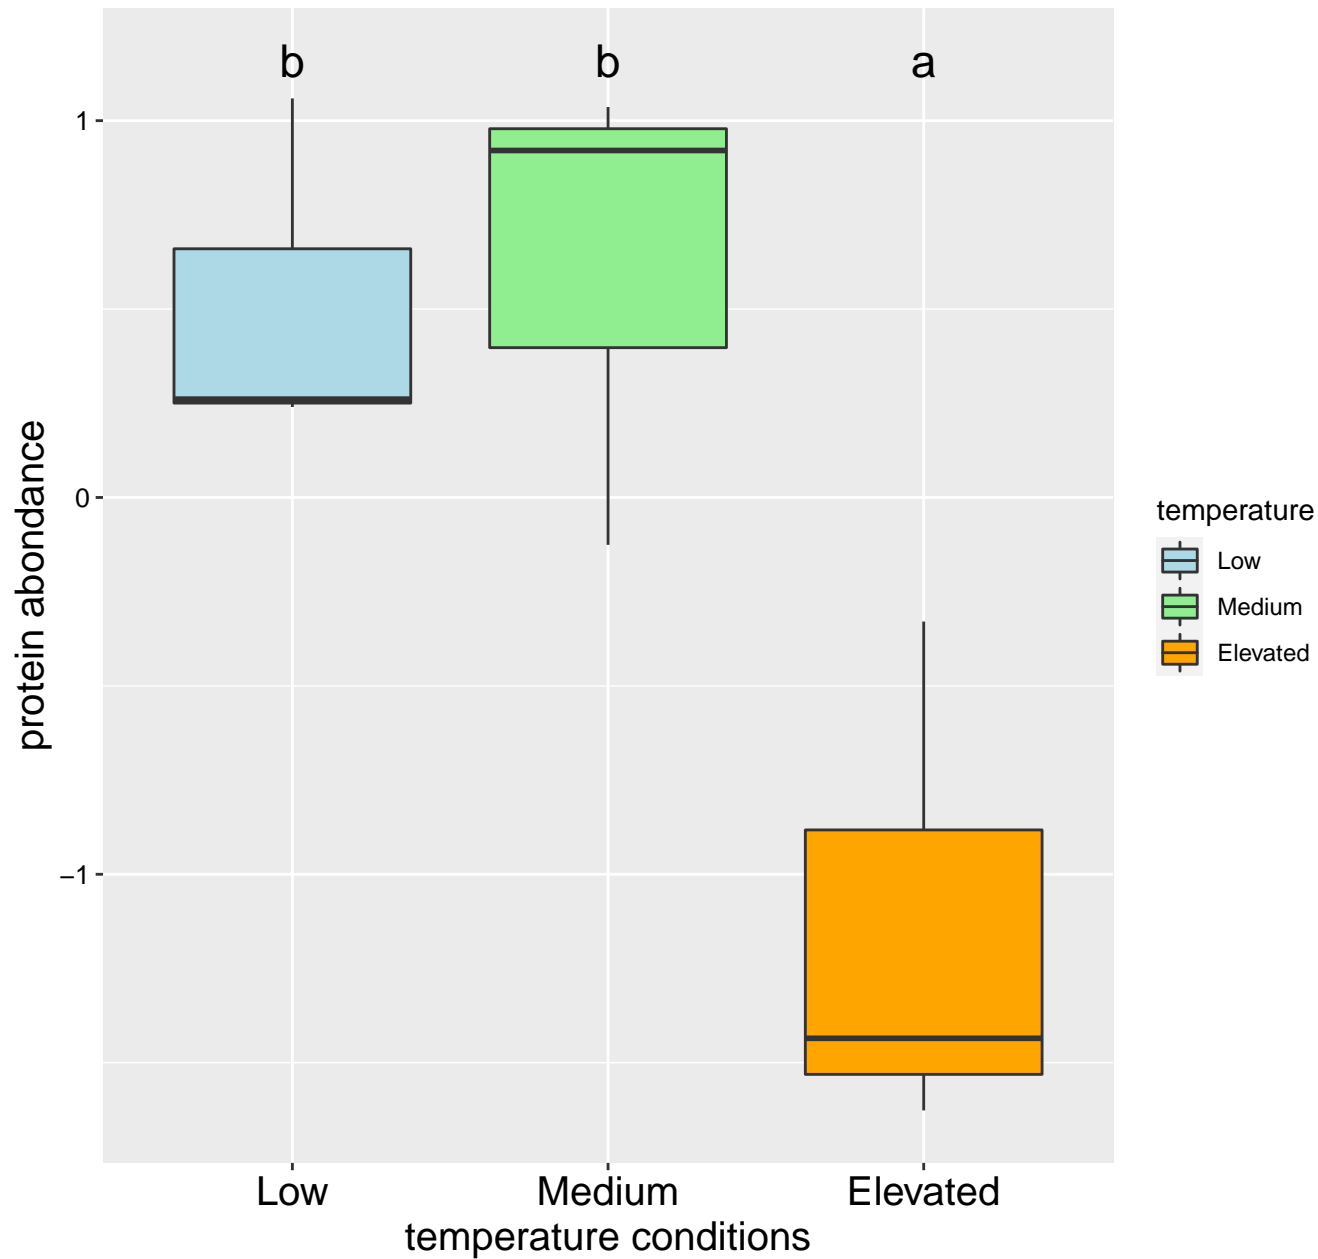 b b a
1
0
−1
protein abondance
Low Medium Elevated
temperature conditions
temperature
Low
Medium
Elevated